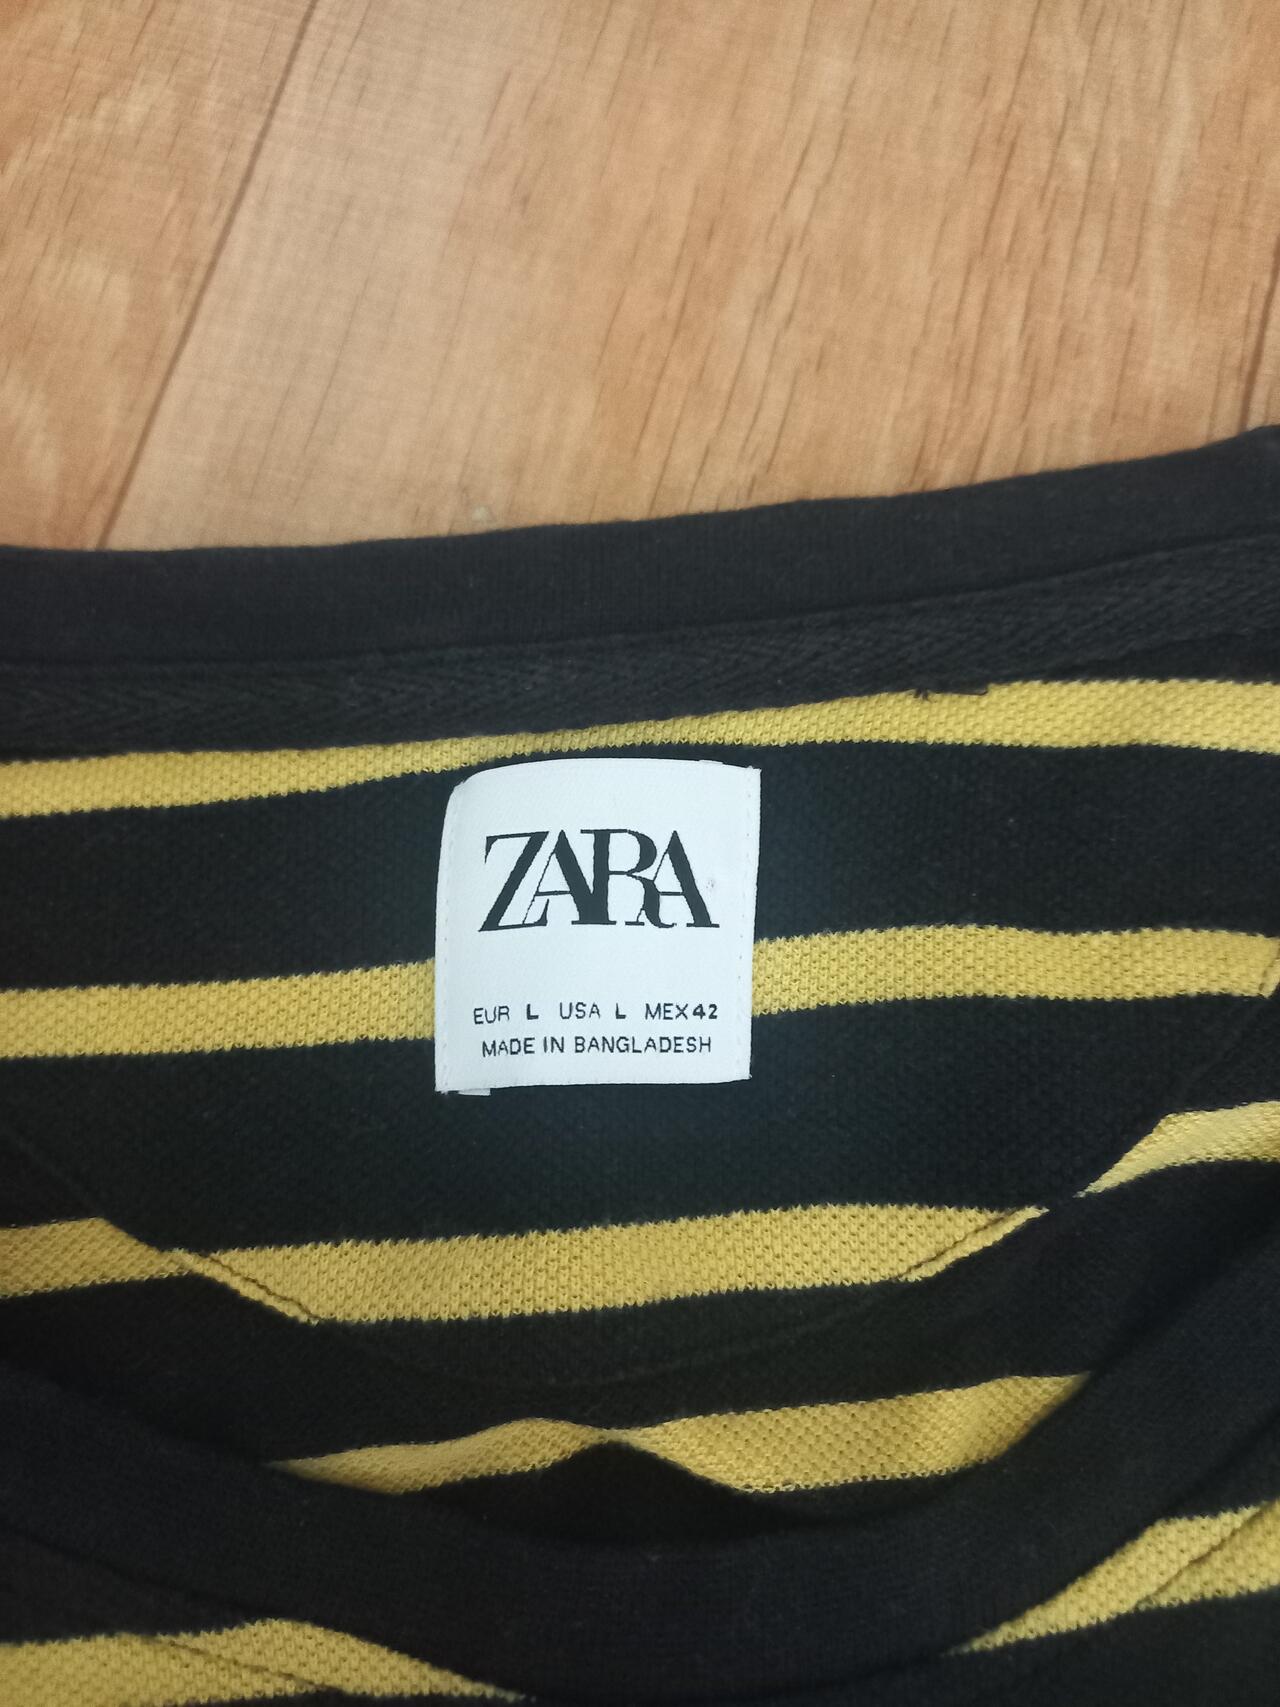 ZARA
EUR L USA L MEX 42
MADE IN BANGLADESH